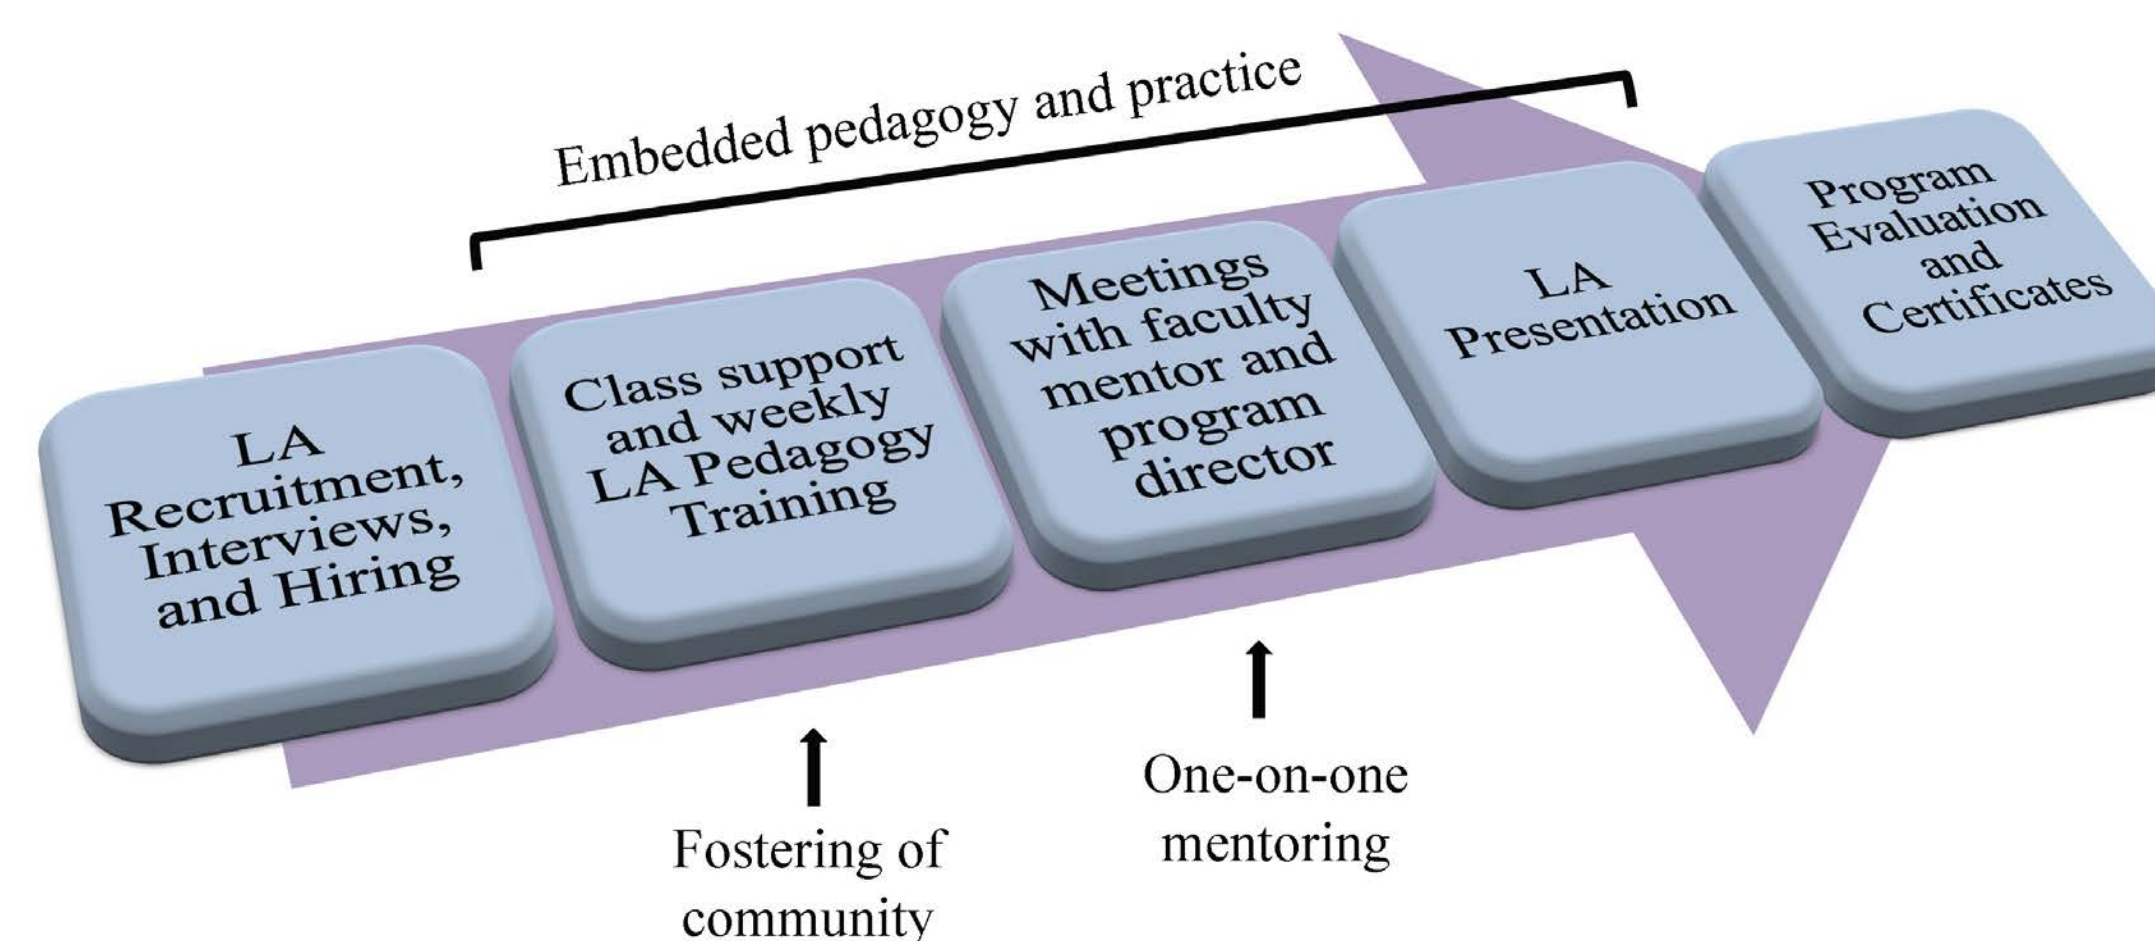 Embedded pedagogy and practice
LA
Recruitment,
Interviews,
and Hiring
Class support
and weekly
LA Pedagogy
Training
Meetings
with faculty
mentor and
program
director
LA
Presentation
Program
Evaluation
and
Certificates
Fostering of
community
One-on-one
mentoring